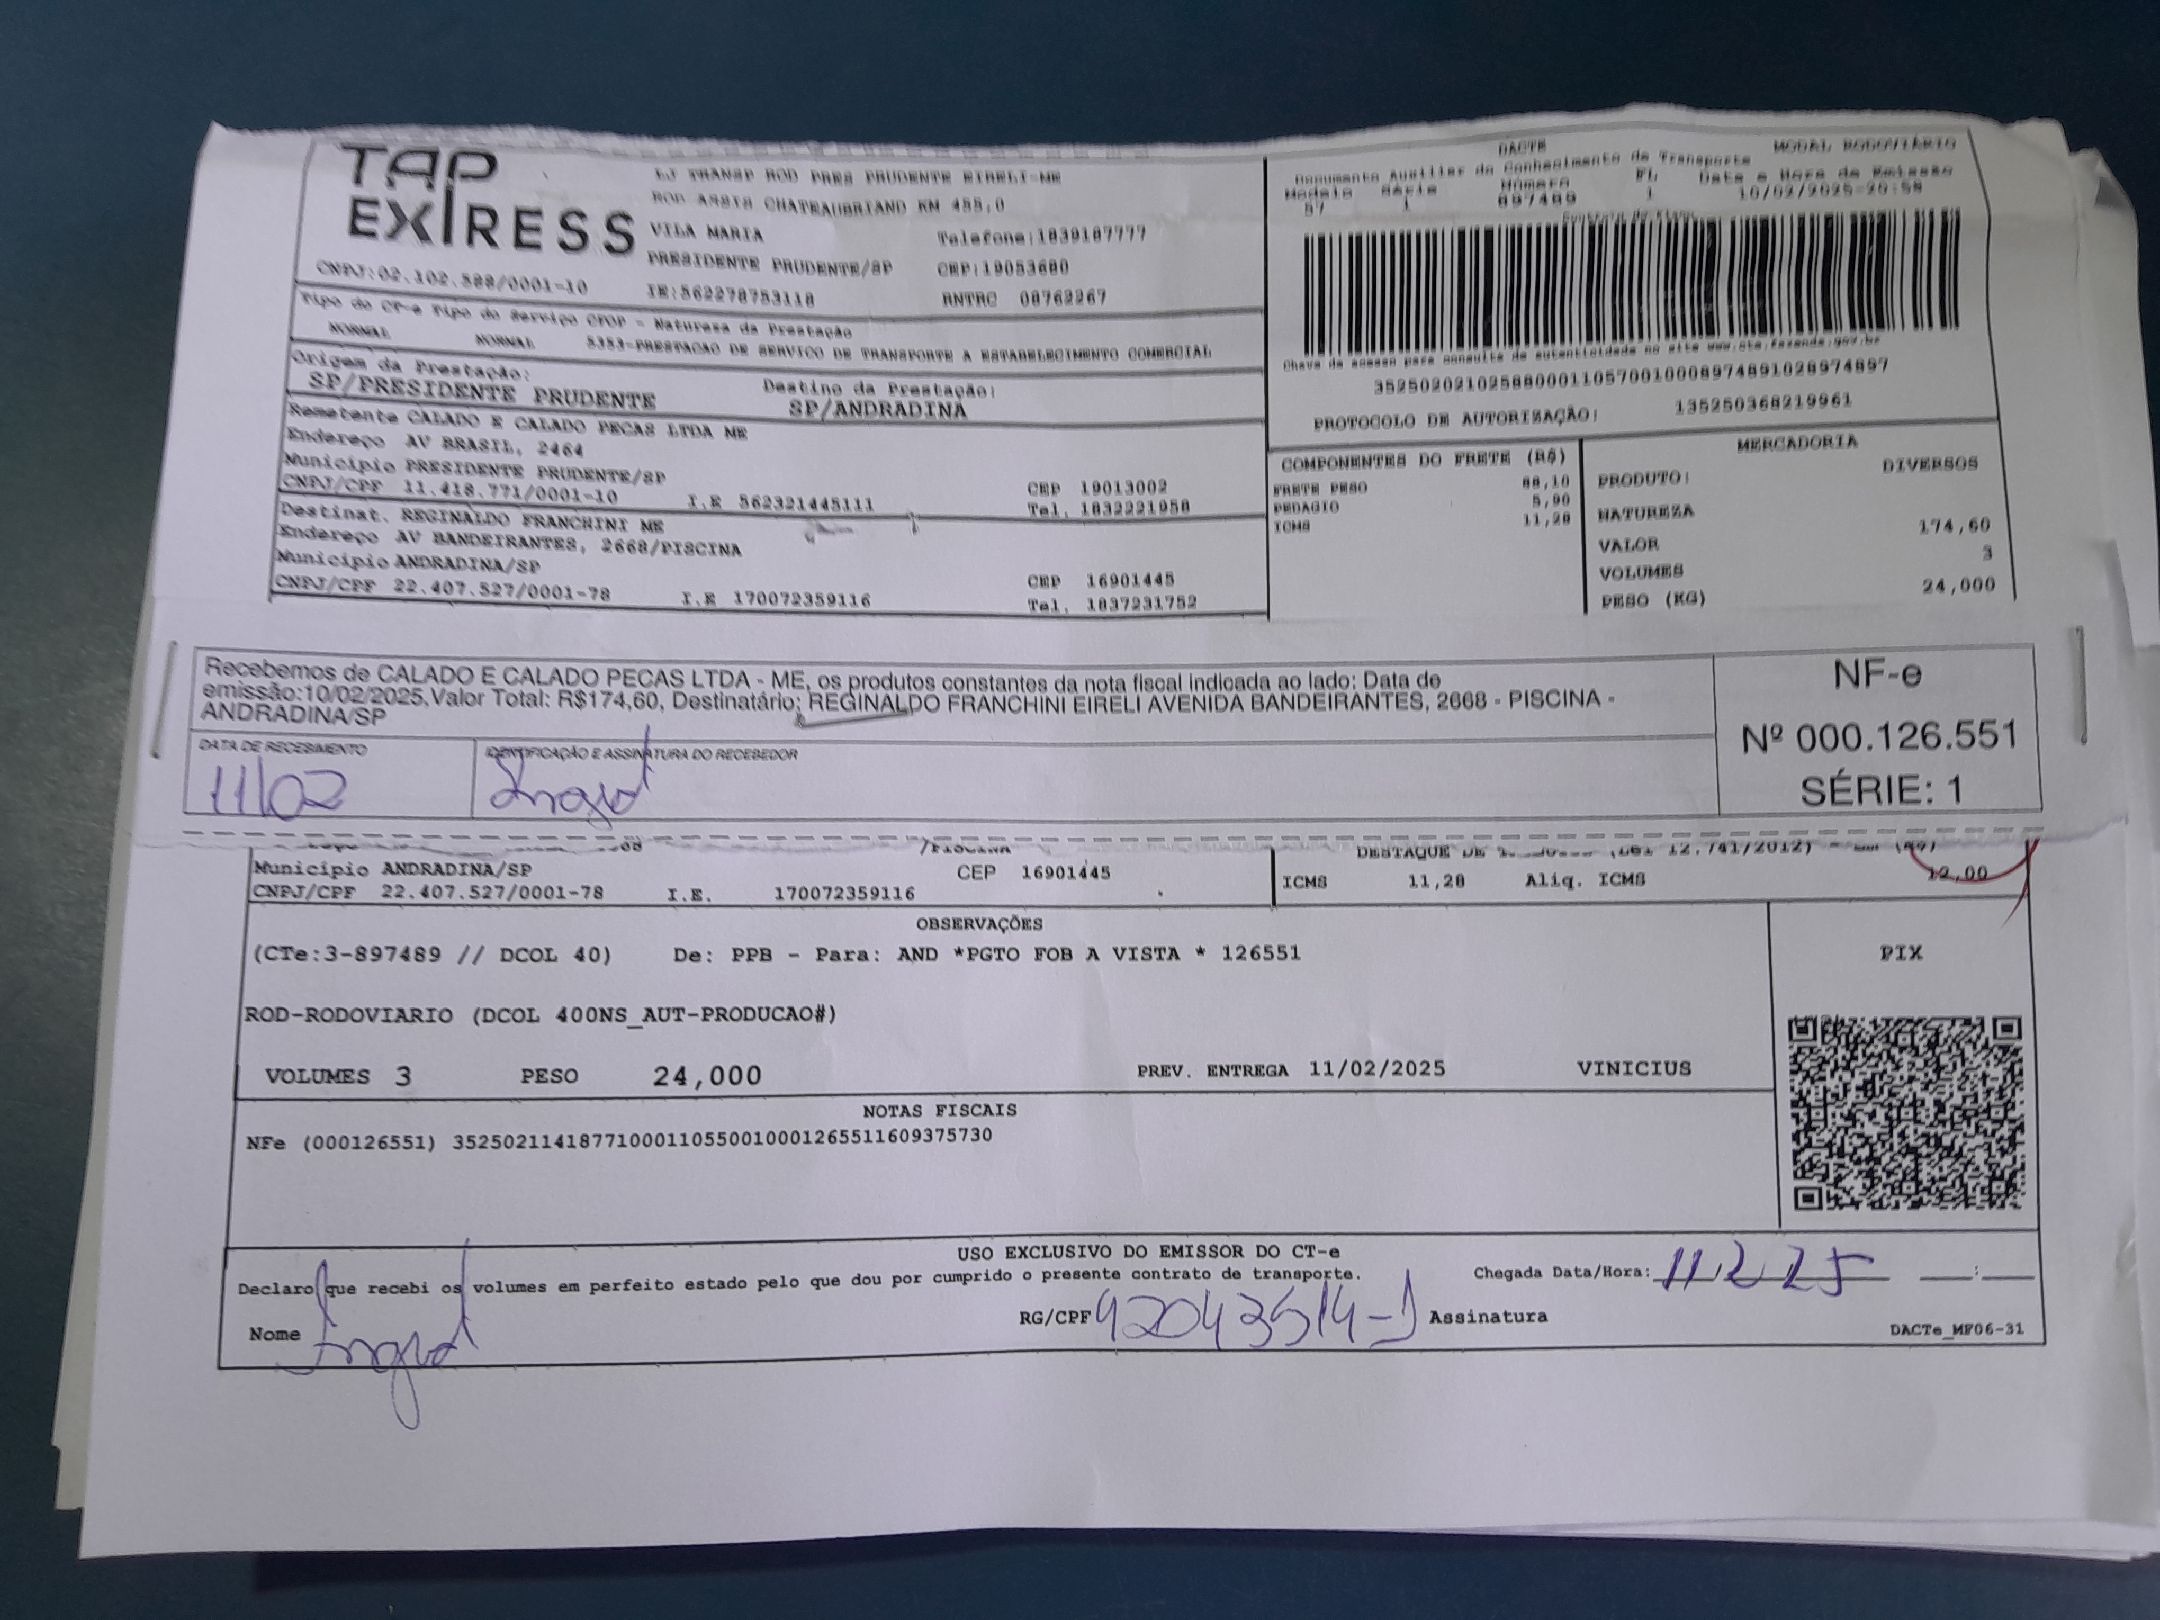 TAP
EXPRESS
LJ TRANSP ROD PRES PRUDENTE EIRELI-ME
ROD ASSIS CHATEAUBRIAND KM 455,0
VILA MARIA Telefone:1839187777
PRESIDENTE PRUDENTE/SP CEP:19053680
CNPJ:02.102.588/0001-10 IE:562278753118 RNTRC 08762267
Tipo do CT-e Tipo do Serviço CFOP - Natureza da Prestação
NORMAL NORMAL 5353-PRESTACAO DE SERVICO DE TRANSPORTE A ESTABELECIMENTO COMERCIAL
Origem da Prestação: Destino da Prestação:
SP/PRESIDENTE PRUDENTE SP/ANDRADINA
Remetente CALADO E CALADO PECAS LTDA ME
Endereço AV BRASIL, 2464
Município PRESIDENTE PRUDENTE/SP CEP 19013002
CNPJ/CPF 11.418.771/0001-10 I.E 562321445111 Tel. 1832221958
Destinat. REGINALDO FRANCHINI ME
Endereço AV BANDEIRANTES, 2668/PISCINA
Município ANDRADINA/SP CEP 16901445
CNPJ/CPF 22.407.527/0001-78 I.E 170072359116 Tel. 1837231752
DACTE MODAL RODOVIÁRIO
Documento Auxiliar do Conhecimento de Transporte
Modelo Série Número FL Data e Hora de Emissão
57 1 897489 1 10/02/2025-20:58
Controle do Fisco
Chave de acesso para consulta de autenticidade no site www.cte.fazenda.gov.br
35250202102588000110570010008974891028974897
PROTOCOLO DE AUTORIZAÇÃO: 135250368219961
COMPONENTES DO FRETE (R$)
FRETE PESO
PEDAGIO 5,90
ICMS 11,28
MERCADORIA
PRODUTO: DIVERSOS
NATUREZA
VALOR 174,60
VOLUMES 3
PESO (KG) 24,000
Recebemos de CALADO E CALADO PECAS LTDA - ME, os produtos constantes da nota fiscal indicada ao lado: Data de
emissão:10/02/2025,Valor Total: R$174,60, Destinatário: REGINALDO FRANCHINI EIRELI AVENIDA BANDEIRANTES, 2668 - PISCINA -
ANDRADINA/SP
DATA DE RECEBIMENTO IDENTIFICAÇÃO E ASSINATURA DO RECEBEDOR
11/02 Ingrid
NF-e
Nº 000.126.551
SÉRIE: 1
Município ANDRADINA/SP CEP 16901445
CNPJ/CPF 22.407.527/0001-78 I.E. 170072359116
ICMS 11,28 Aliq. ICMS 12,00
OBSERVAÇÕES
(CTe:3-897489 // DCOL 40) De: PPB - Para: AND *PGTO FOB A VISTA * 126551
ROD-RODOVIARIO (DCOL 400NS_AUT-PRODUCAO#)
VOLUMES 3 PESO 24,000 PREV. ENTREGA 11/02/2025 VINICIUS
PIX
NOTAS FISCAIS
NFe (000126551) 35250211418771000110550010001265511609375730
USO EXCLUSIVO DO EMISSOR DO CT-e
Declaro que recebi os volumes em perfeito estado pelo que dou por cumprido o presente contrato de transporte. Chegada Data/Hora: 11 2 25 __:__
Nome Ingrid RG/CPF 42043514-1 Assinatura
DACTe_MF06-31